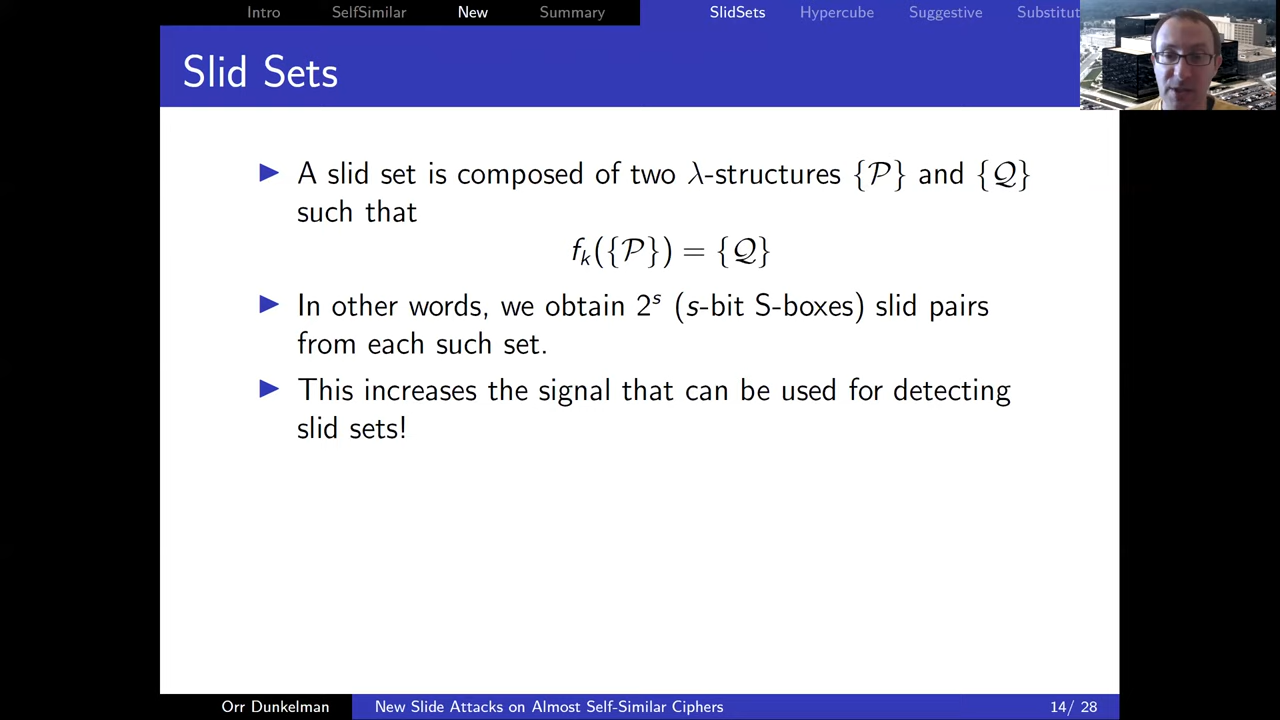 Intro SelfSimilar New Summary SlidSets Hypercube Suggestive Substitut
Slid Sets
▶ A slid set is composed of two λ-structures {𝒫} and {𝒬}
such that
fₖ({𝒫}) = {𝒬}
▶ In other words, we obtain 2ˢ (s-bit S-boxes) slid pairs
from each such set.
▶ This increases the signal that can be used for detecting
slid sets!
Orr Dunkelman New Slide Attacks on Almost Self-Similar Ciphers 14/ 28